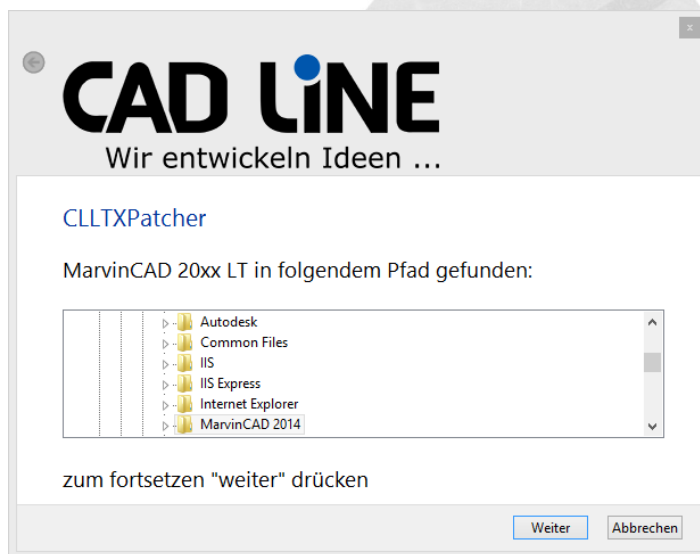 x
CAD LiNE
Wir entwickeln Ideen ...
CLLTXPatcher
MarvinCAD 20xx LT in folgendem Pfad gefunden:
Autodesk
Common Files
IIS
IIS Express
Internet Explorer
MarvinCAD 2014
zum fortsetzen "weiter" drücken
Weiter Abbrechen